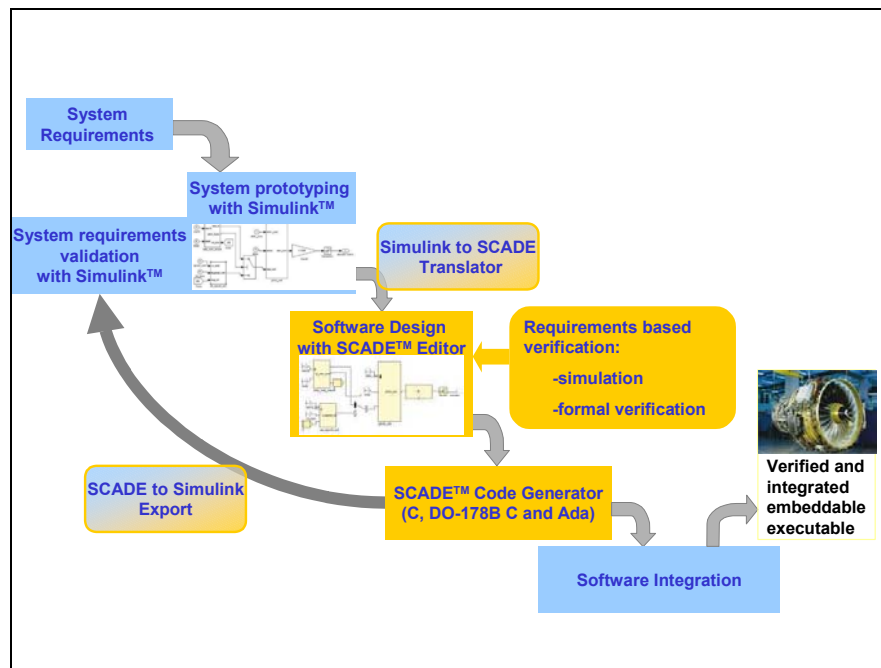 System
Requirements
System prototyping
with Simulink™
System requirements
validation
with Simulink™
Simulink to SCADE
Translator
Software Design
with SCADE™ Editor
Requirements based
verification:
-simulation
-formal verification
SCADE to Simulink
Export
SCADE™ Code Generator
(C, DO-178B C and Ada)
Verified and
integrated
embeddable
executable
Software Integration